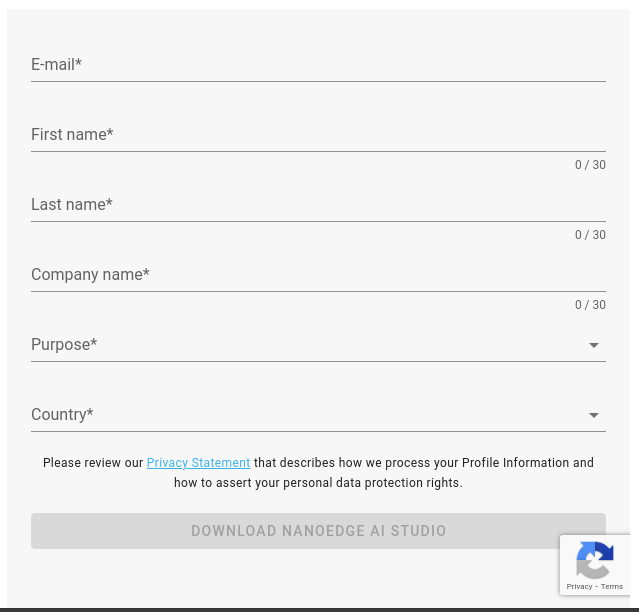 E-mail*
First name*
0 / 30
Last name*
0 / 30
Company name*
0 / 30
Purpose*
Country*
Please review our Privacy Statement that describes how we process your Profile Information and
how to assert your personal data protection rights.
DOWNLOAD NANOEDGE AI STUDIO
Privacy - Terms